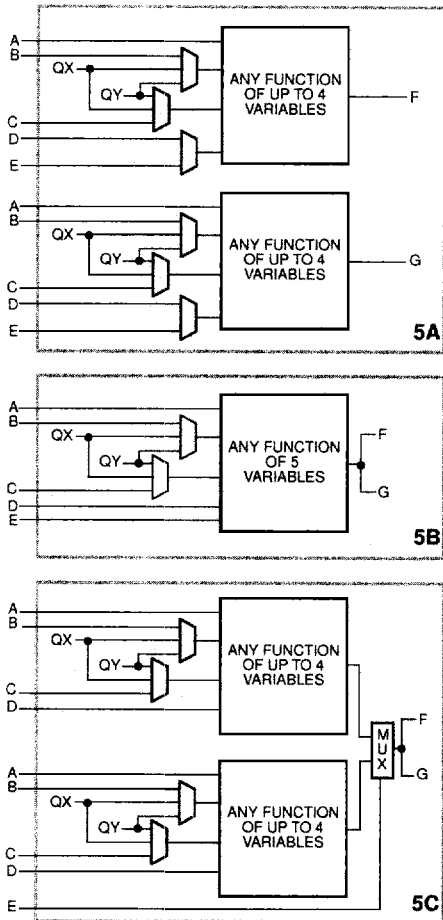 A
B
QX
QY
C
D
E
ANY FUNCTION
OF UP TO 4
VARIABLES
F
A
B
QX
QY
C
D
E
ANY FUNCTION
OF UP TO 4
VARIABLES
G
5A
A
B
QX
QY
C
D
E
ANY FUNCTION
OF 5
VARIABLES
F
G
5B
A
B
QX
QY
C
D
ANY FUNCTION
OF UP TO 4
VARIABLES
A
B
QX
QY
C
D
ANY FUNCTION
OF UP TO 4
VARIABLES
E
MUX
F
G
5C